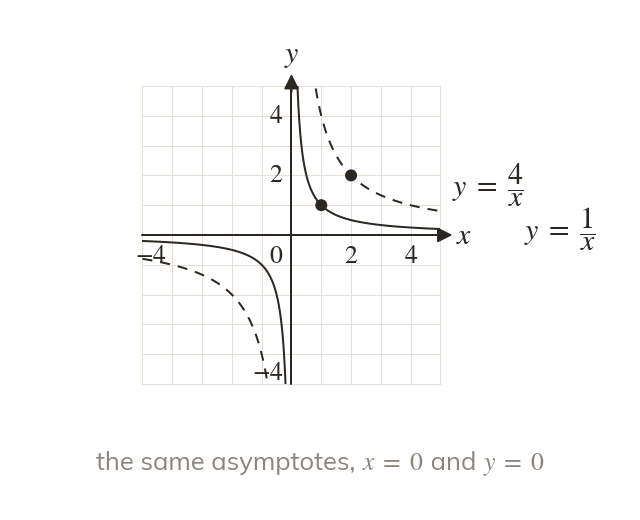 y
4
2
y = 4/x
y = 1/x
x
−4 0 2 4
−4
the same asymptotes, x = 0 and y = 0